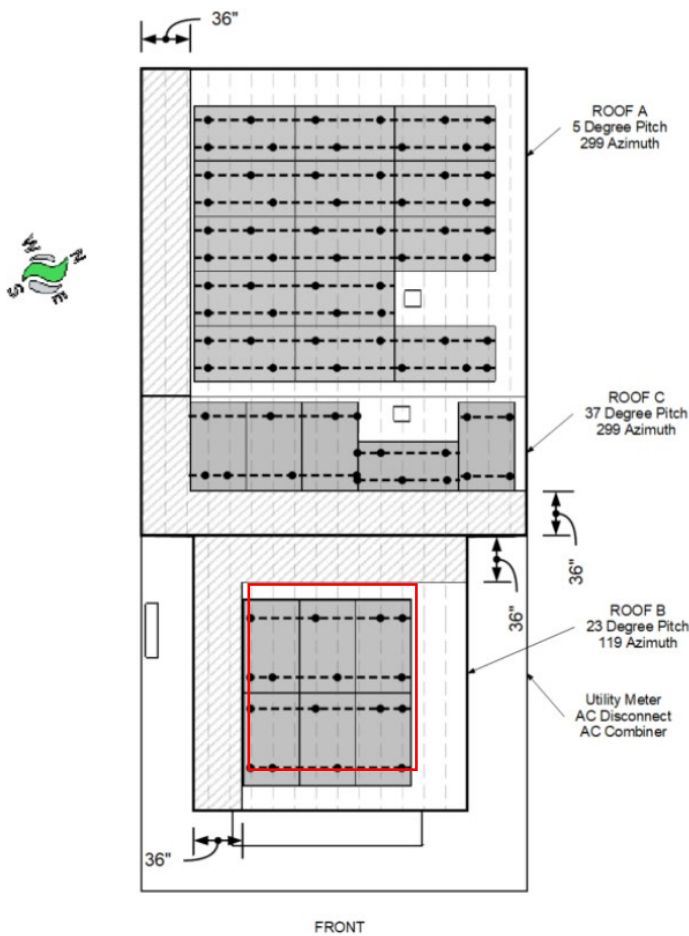 36"
ROOF A
5 Degree Pitch
299 Azimuth
W
N
S
E
ROOF C
37 Degree Pitch
299 Azimuth
36"
36"
ROOF B
23 Degree Pitch
119 Azimuth
Utility Meter
AC Disconnect
AC Combiner
36"
FRONT